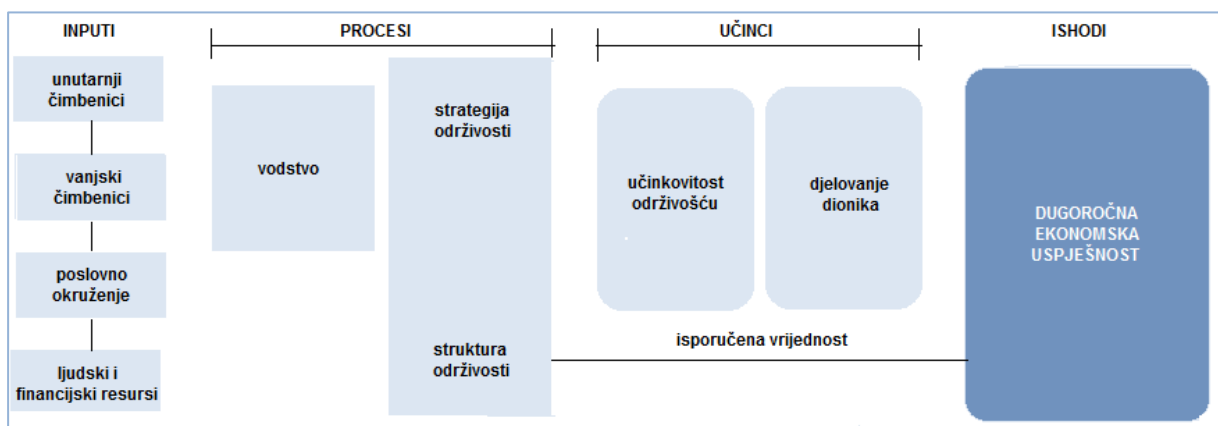 INPUTI
PROCESI
UČINCI
ISHODI
unutarnji
čimbenici
vanjski
čimbenici
poslovno
okruženje
ljudski i
financijski resursi
vodstvo
strategija
održivosti
struktura
održivosti
učinkovitost
održivošću
djelovanje
dionika
isporučena vrijednost
DUGOROČNA
EKONOMSKA
USPJEŠNOST